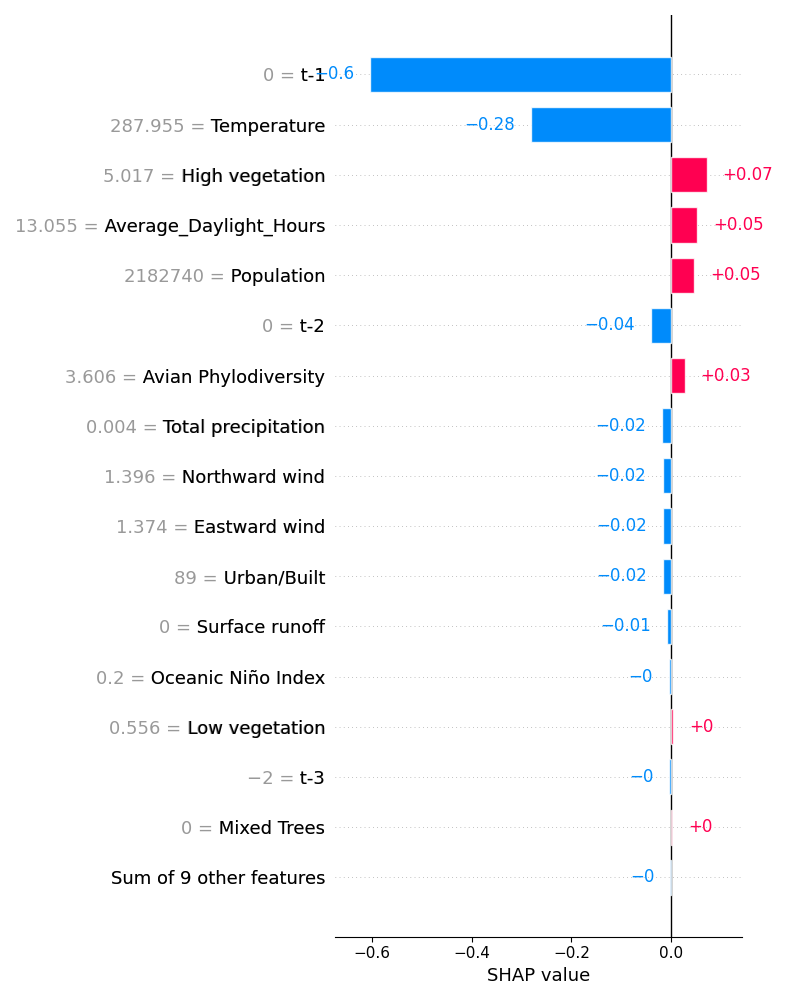 0 = t-1 −0.6
287.955 = Temperature −0.28
5.017 = High vegetation +0.07
13.055 = Average_Daylight_Hours +0.05
2182740 = Population +0.05
0 = t-2 −0.04
3.606 = Avian Phylodiversity +0.03
0.004 = Total precipitation −0.02
1.396 = Northward wind −0.02
1.374 = Eastward wind −0.02
89 = Urban/Built −0.02
0 = Surface runoff −0.01
0.2 = Oceanic Niño Index −0
0.556 = Low vegetation +0
−2 = t-3 −0
0 = Mixed Trees +0
Sum of 9 other features −0
−0.6 −0.4 −0.2 0.0
SHAP value